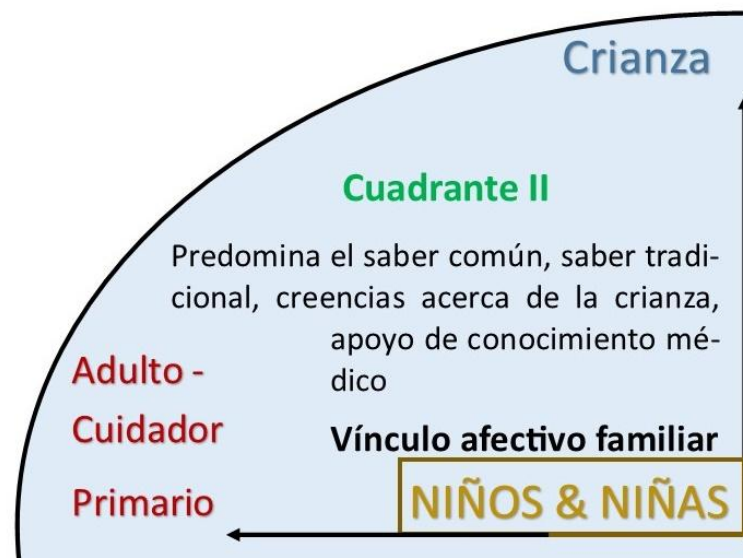 Crianza
Cuadrante II
Predomina el saber común, saber tradi-
cional, creencias acerca de la crianza,
apoyo de conocimiento mé-
dico
Adulto -
Cuidador
Primario
Vínculo afectivo familiar
NIÑOS & NIÑAS